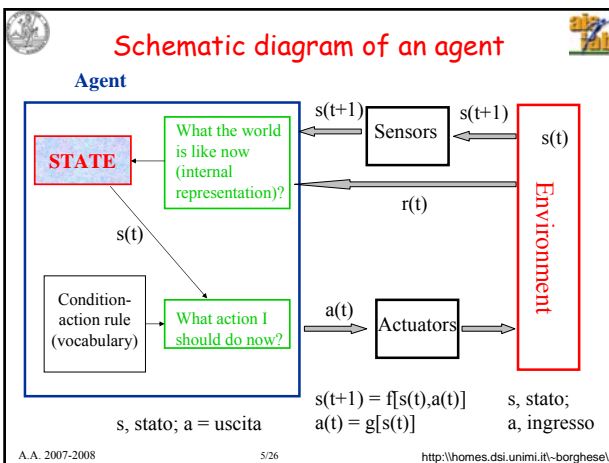 Schematic diagram of an agent
Agent
s(t+1)
s(t+1)
What the world
is like now
(internal
representation)?
STATE
Sensors
s(t)
r(t)
Environment
s(t)
Condition-
action rule
(vocabulary)
What action I
should do now?
a(t)
Actuators
s(t+1) = f[s(t),a(t)]
a(t) = g[s(t)]
s, stato;
a, ingresso
s, stato; a = uscita
A.A. 2007-2008
5/26
http:\\homes.dsi.unimi.it\~borghese\